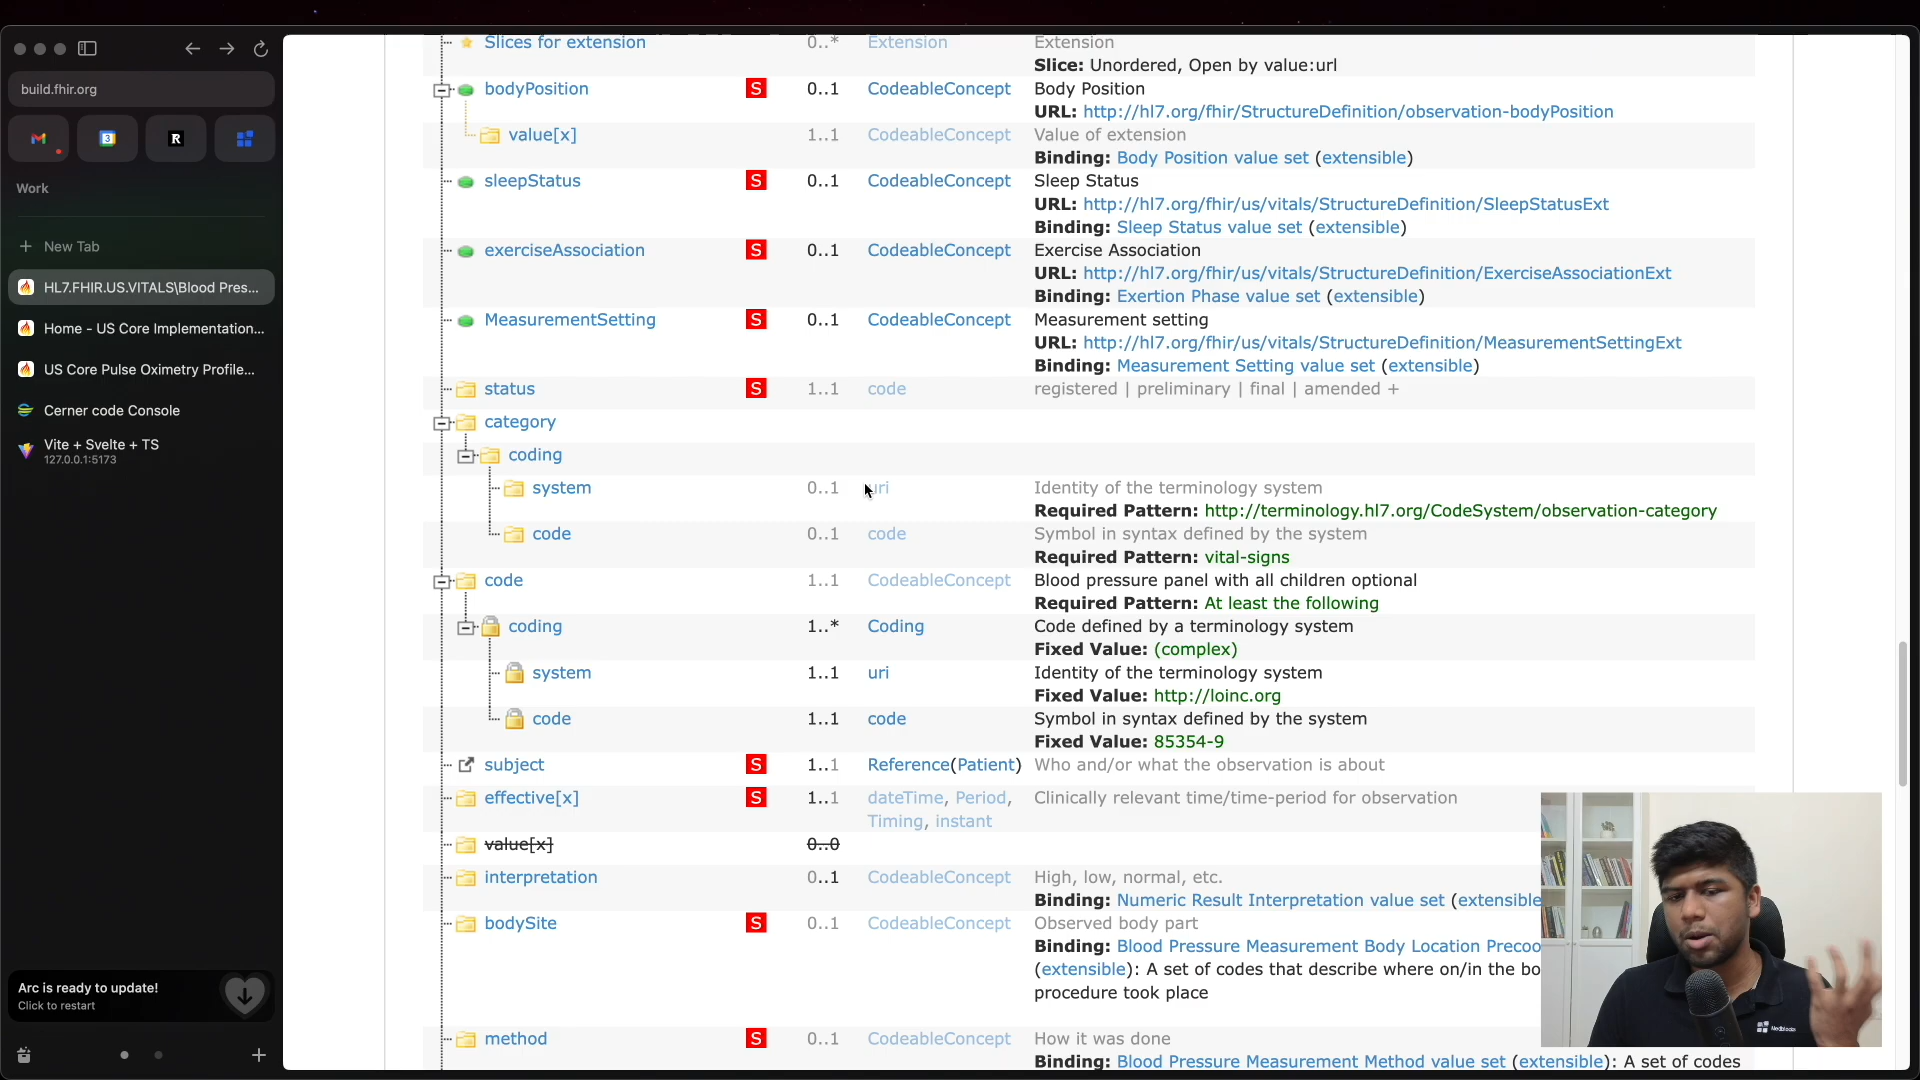 build.fhir.org
Work
New Tab
HL7.FHIR.US.VITALS\Blood Pres...
Home - US Core Implementation...
US Core Pulse Oximetry Profile...
Cerner code Console
Vite + Svelte + TS
127.0.0.1:5173
Arc is ready to update!
Click to restart
Slices for extension 0..* Extension Extension
Slice: Unordered, Open by value:url
bodyPosition S 0..1 CodeableConcept Body Position
URL: http://hl7.org/fhir/StructureDefinition/observation-bodyPosition
value[x] 1..1 CodeableConcept Value of extension
Binding: Body Position value set (extensible)
sleepStatus S 0..1 CodeableConcept Sleep Status
URL: http://hl7.org/fhir/us/vitals/StructureDefinition/SleepStatusExt
Binding: Sleep Status value set (extensible)
exerciseAssociation S 0..1 CodeableConcept Exercise Association
URL: http://hl7.org/fhir/us/vitals/StructureDefinition/ExerciseAssociationExt
Binding: Exertion Phase value set (extensible)
MeasurementSetting S 0..1 CodeableConcept Measurement setting
URL: http://hl7.org/fhir/us/vitals/StructureDefinition/MeasurementSettingExt
Binding: Measurement Setting value set (extensible)
status S 1..1 code registered | preliminary | final | amended +
category
coding
system 0..1 uri Identity of the terminology system
Required Pattern: http://terminology.hl7.org/CodeSystem/observation-category
code 0..1 code Symbol in syntax defined by the system
Required Pattern: vital-signs
code 1..1 CodeableConcept Blood pressure panel with all children optional
Required Pattern: At least the following
coding 1..* Coding Code defined by a terminology system
Fixed Value: (complex)
system 1..1 uri Identity of the terminology system
Fixed Value: http://loinc.org
code 1..1 code Symbol in syntax defined by the system
Fixed Value: 85354-9
subject S 1..1 Reference(Patient) Who and/or what the observation is about
effective[x] S 1..1 dateTime, Period, Clinically relevant time/time-period for observation
Timing, instant
value[x] 0..0
interpretation 0..1 CodeableConcept High, low, normal, etc.
Binding: Numeric Result Interpretation value set (extensible
bodySite S 0..1 CodeableConcept Observed body part
Binding: Blood Pressure Measurement Body Location Precoo
(extensible): A set of codes that describe where on/in the bo
procedure took place
method S 0..1 CodeableConcept How it was done
Binding: Blood Pressure Measurement Method value set (extensible): A set of codes
Medblocks